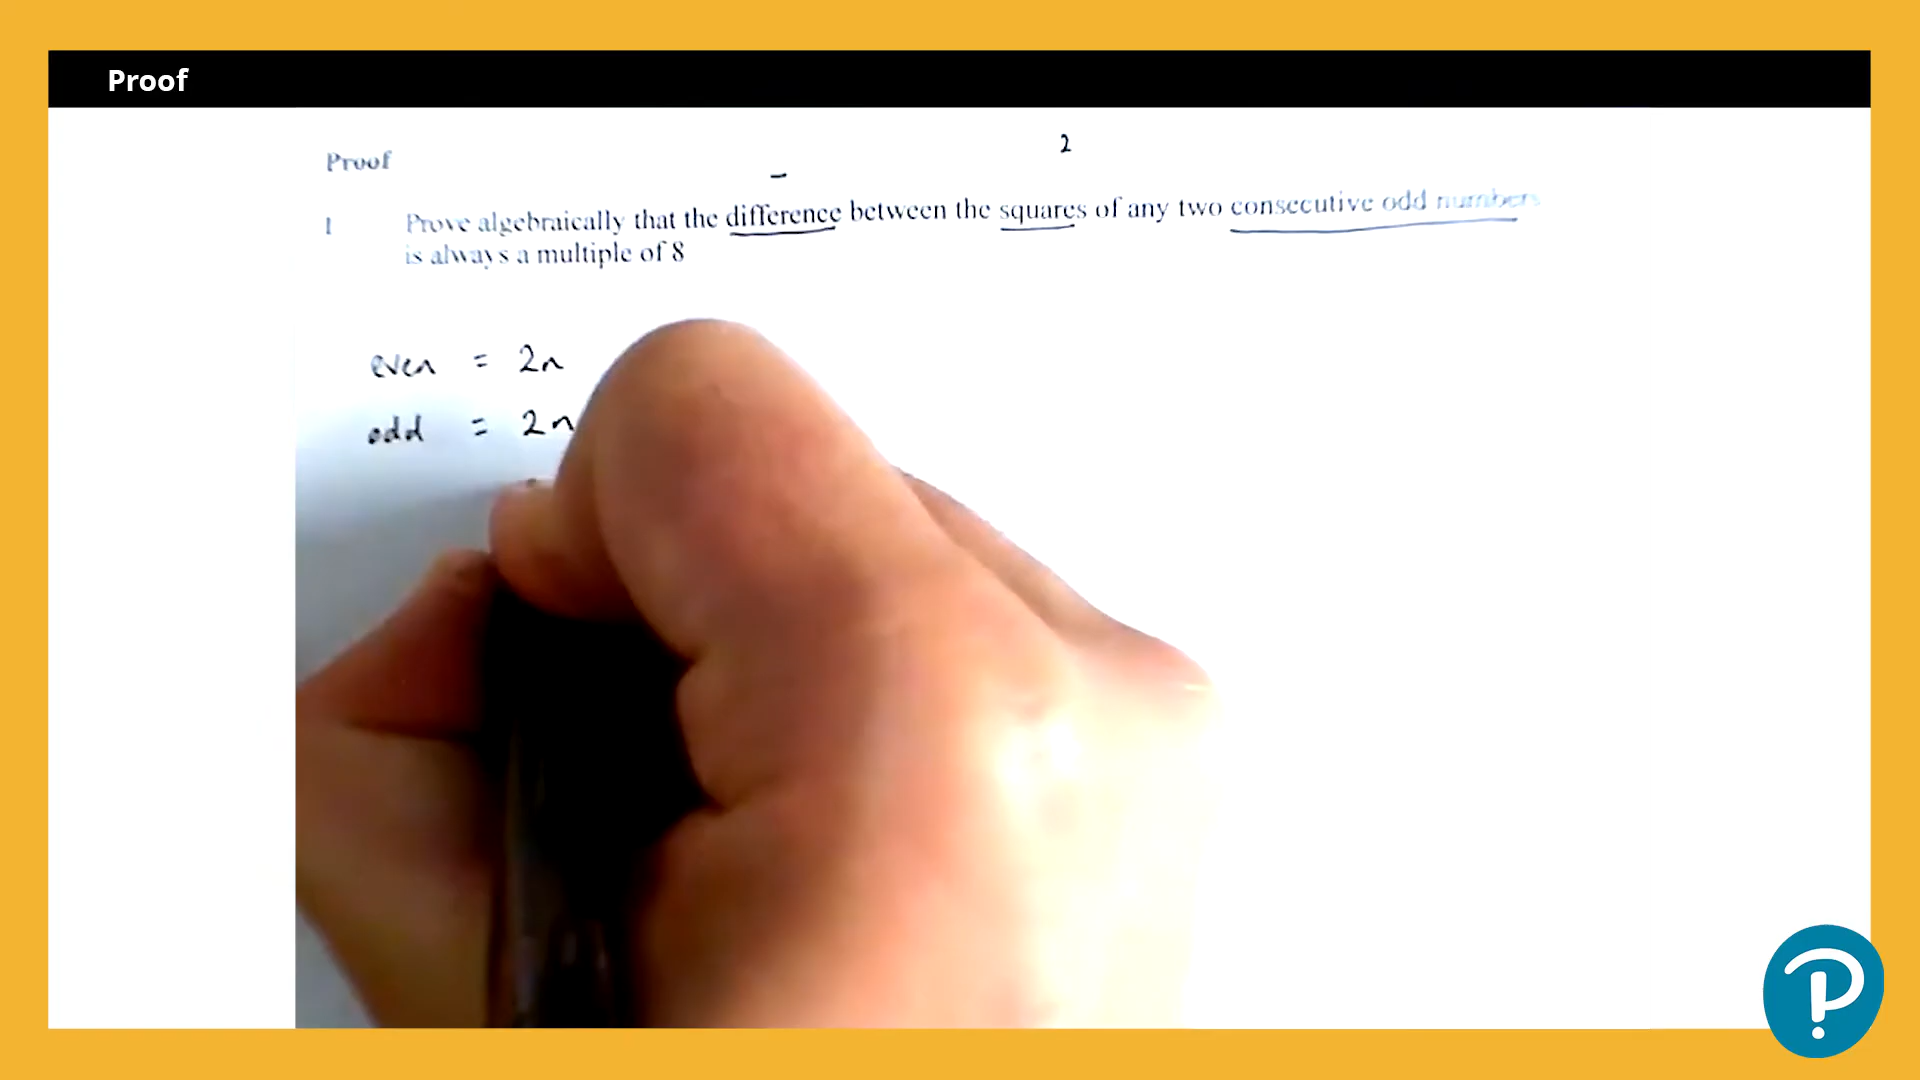 Proof
2
Proof
-
1 Prove algebraically that the difference between the squares of any two consecutive odd numbers
is always a multiple of 8
even = 2n
odd = 2n
P